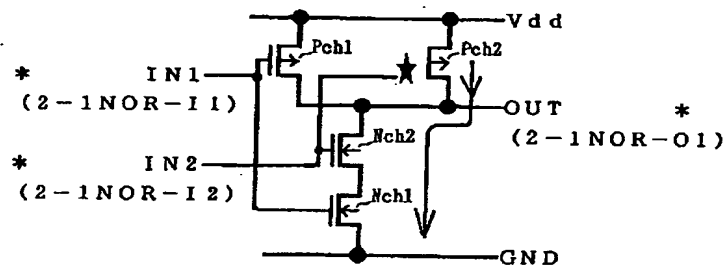 Vdd
Pch1
Pch2
* IN1
(2-1NOR-I1)
OUT *
(2-1NOR-O1)
Nch2
* IN2
(2-1NOR-I2)
Nch1
GND